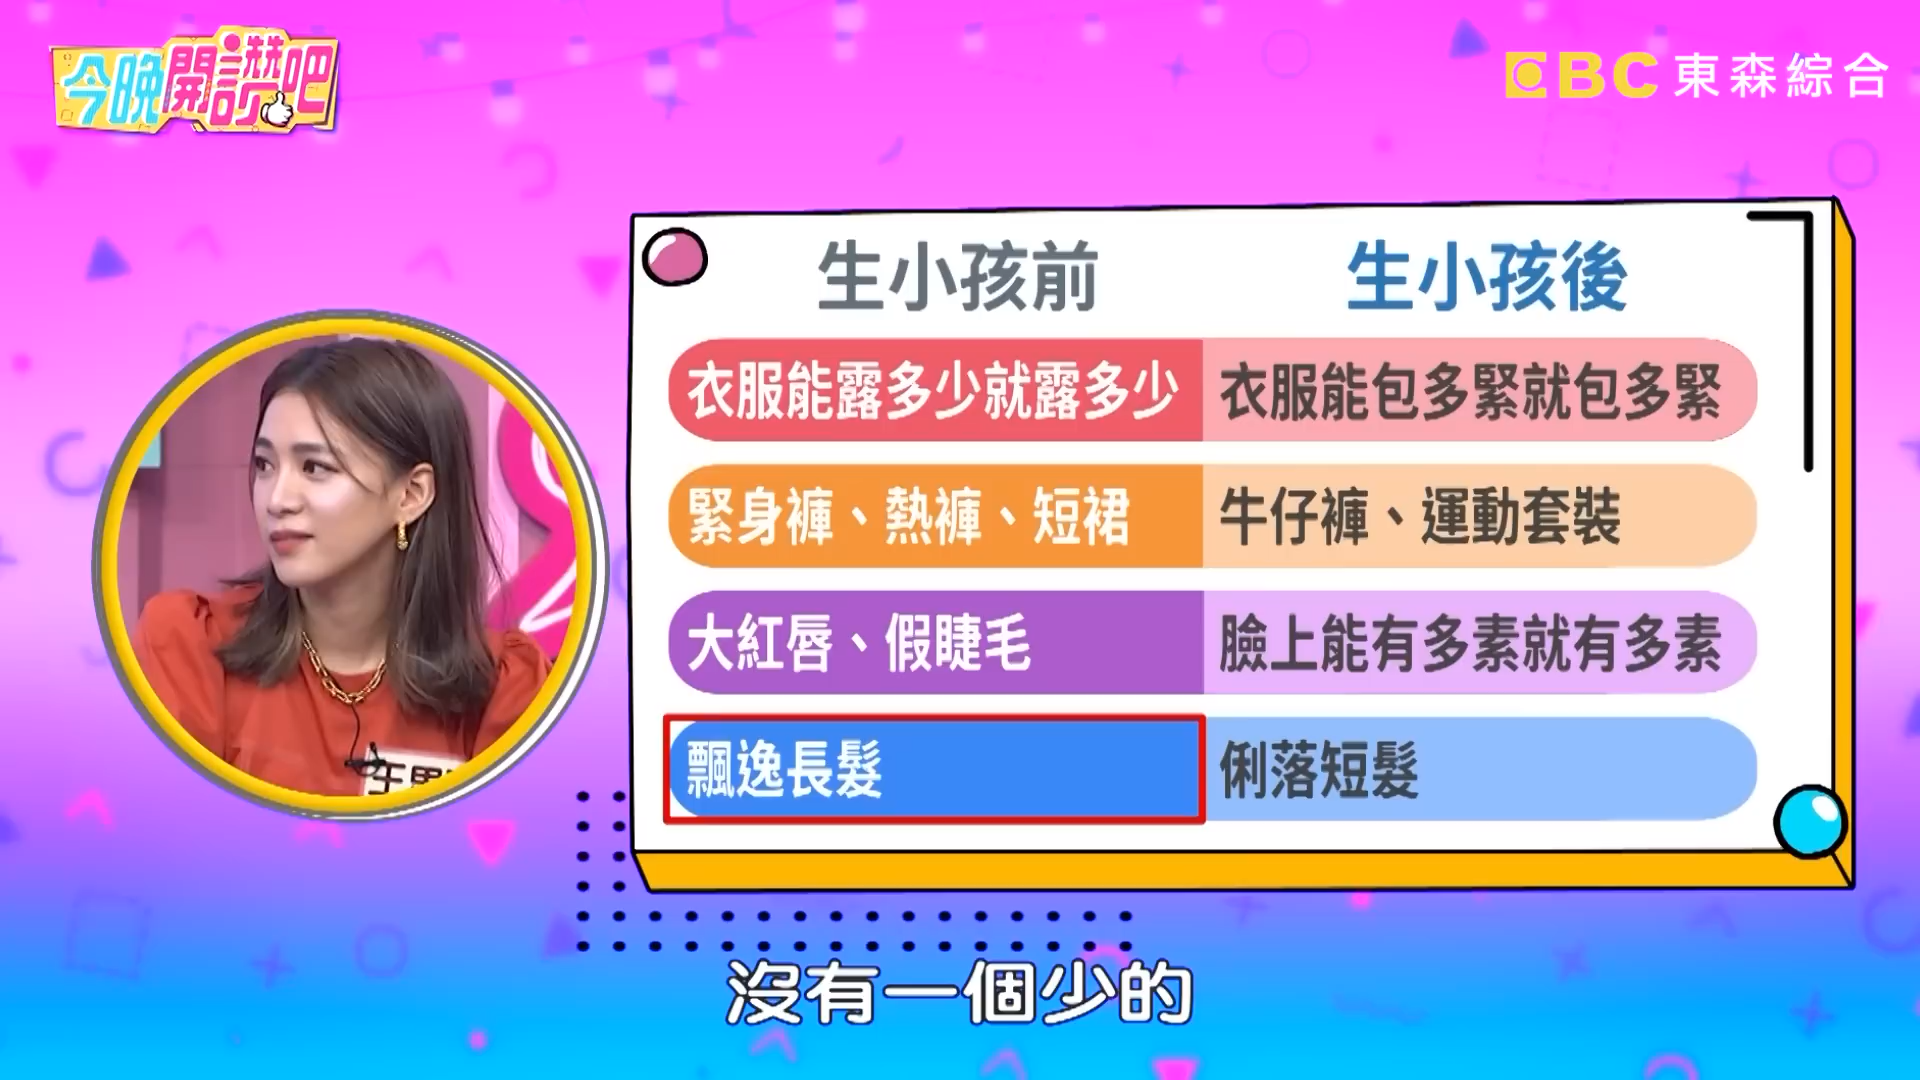 今晚開讚吧
EBC 東森綜合
生小孩前 生小孩後
衣服能露多少就露多少 衣服能包多緊就包多緊
緊身褲、熱褲、短裙 牛仔褲、運動套裝
大紅唇、假睫毛 臉上能有多素就有多素
飄逸長髮 俐落短髮
沒有一個少的